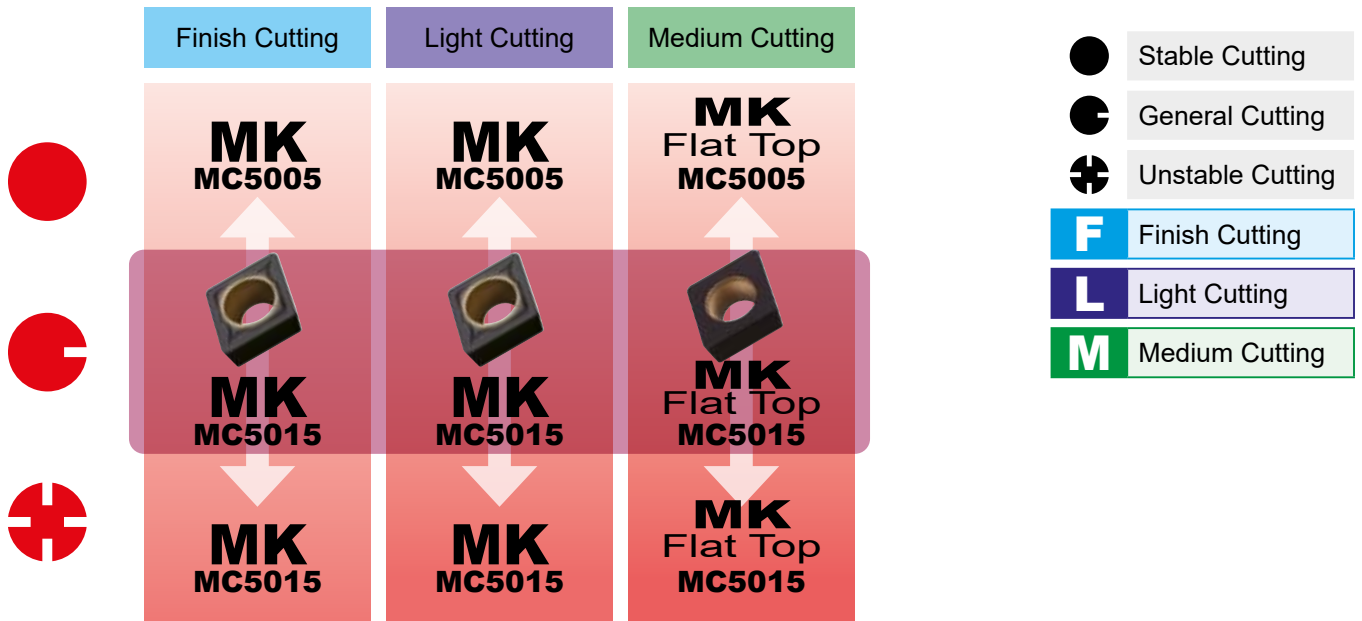 Finish Cutting
Light Cutting
Medium Cutting
MK
MC5005
MK
MC5005
MK
Flat Top
MC5005
MK
MC5015
MK
MC5015
MK
Flat Top
MC5015
MK
MC5015
MK
MC5015
MK
Flat Top
MC5015
Stable Cutting
General Cutting
Unstable Cutting
F Finish Cutting
L Light Cutting
M Medium Cutting